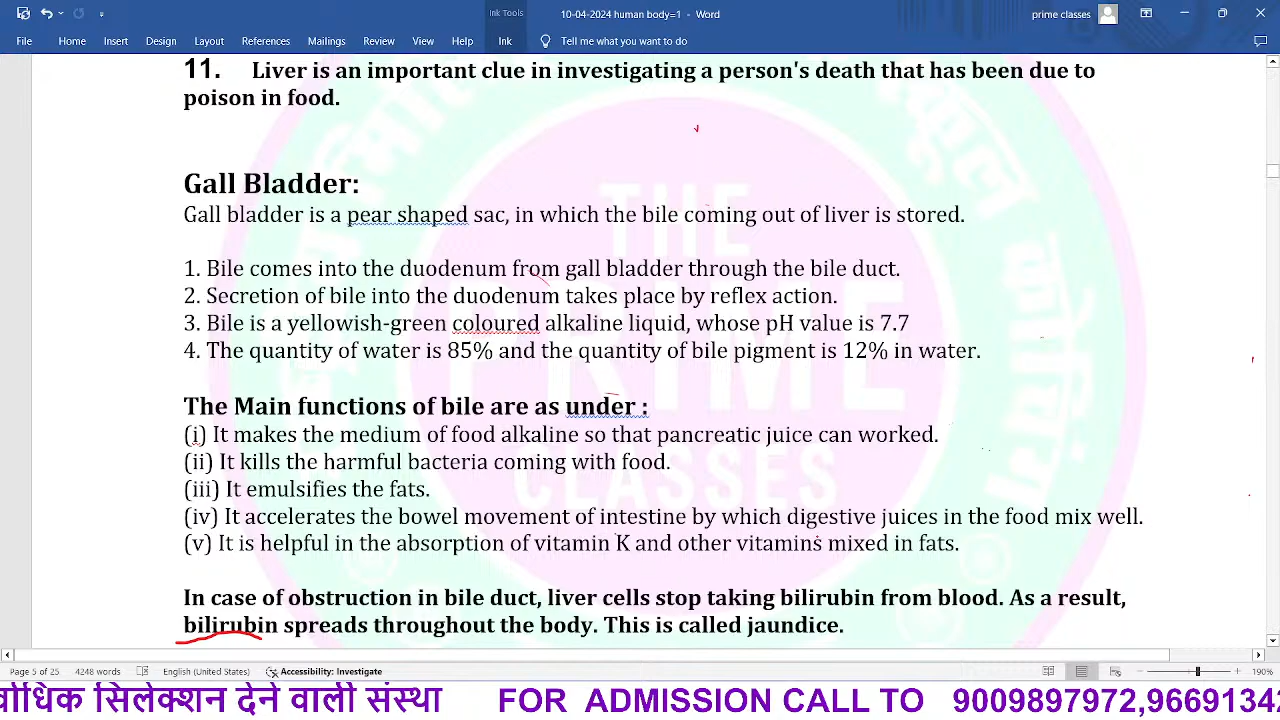 Ink Tools
10-04-2024 human body=1 - Word
prime classes
File Home Insert Design Layout References Mailings Review View Help Ink Tell me what you want to do
11. Liver is an important clue in investigating a person's death that has been due to
poison in food.
Gall Bladder:
Gall bladder is a pear shaped sac, in which the bile coming out of liver is stored.
1. Bile comes into the duodenum from gall bladder through the bile duct.
2. Secretion of bile into the duodenum takes place by reflex action.
3. Bile is a yellowish-green coloured alkaline liquid, whose pH value is 7.7
4. The quantity of water is 85% and the quantity of bile pigment is 12% in water.
The Main functions of bile are as under :
(i) It makes the medium of food alkaline so that pancreatic juice can worked.
(ii) It kills the harmful bacteria coming with food.
(iii) It emulsifies the fats.
(iv) It accelerates the bowel movement of intestine by which digestive juices in the food mix well.
(v) It is helpful in the absorption of vitamin K and other vitamins mixed in fats.
In case of obstruction in bile duct, liver cells stop taking bilirubin from blood. As a result,
bilirubin spreads throughout the body. This is called jaundice.
THE
PRIME
CLASSES
Page 5 of 25 4248 words English (United States) Accessibility: Investigate 190%
सिलेक्शन देने वाली संस्था FOR ADMISSION CALL TO 9009897972,96691342